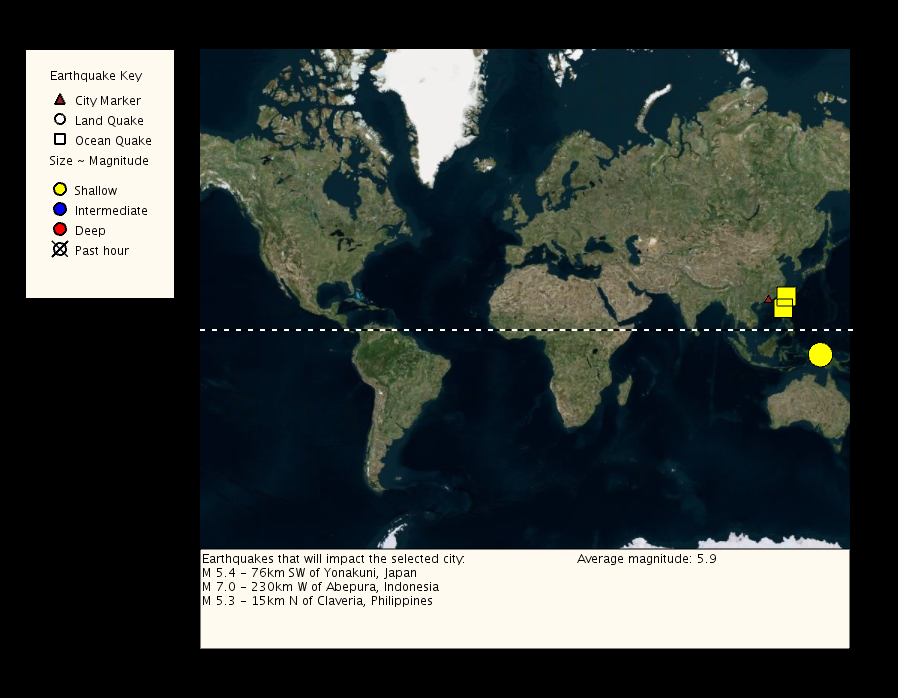 Earthquake Key
City Marker
Land Quake
Ocean Quake
Size ~ Magnitude
Shallow
Intermediate
Deep
Past hour
Earthquakes that will impact the selected city: Average magnitude: 5.9
M 5.4 - 76km SW of Yonakuni, Japan
M 7.0 - 230km W of Abepura, Indonesia
M 5.3 - 15km N of Claveria, Philippines